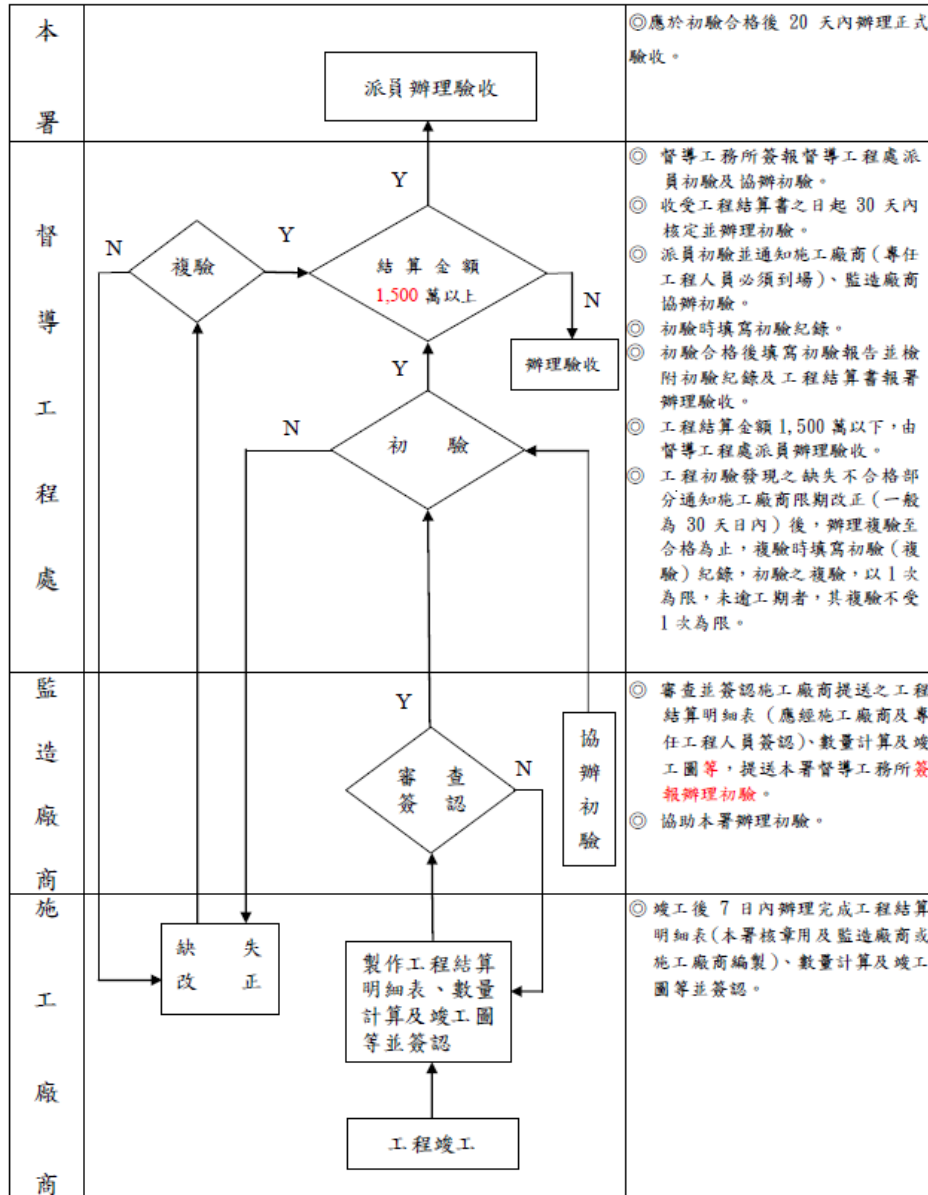 本署
派員辦理驗收
◎應於初驗合格後 20 天內辦理正式
驗收。
督導工程處
Y
N
複驗
Y
結算金額
1,500 萬以上
N
辦理驗收
Y
N
初 驗
◎ 督導工務所簽報督導工程處派
員初驗及協辦初驗。
◎ 收受工程結算書之日起 30 天內
核定並辦理初驗。
◎ 派員初驗並通知施工廠商(專任
工程人員必須到場)、監造廠商
協辦初驗。
◎ 初驗時填寫初驗紀錄。
◎ 初驗合格後填寫初驗報告並檢
附初驗紀錄及工程結算書報署
辦理驗收。
◎ 工程結算金額 1,500 萬以下，由
督導工程處派員辦理驗收。
◎ 工程初驗發現之缺失不合格部
分通知施工廠商限期改正(一般
為 30 天日內)後，辦理複驗至
合格為止，複驗時填寫初驗(複
驗)紀錄，初驗之複驗，以 1 次
為限，未逾工期者，其複驗不受
1 次為限。
監造廠商
Y
審 查
簽 認
N
協辦初驗
◎ 審查並簽認施工廠商提送之工程
結算明細表 (應經施工廠商及專
任工程人員簽認)、數量計算及竣
工圖等，提送本署督導工務所簽
報辦理初驗。
◎ 協助本署辦理初驗。
施工廠商
缺 失
改 正
製作工程結算
明細表、數量
計算及竣工圖
等並簽認
工程竣工
◎ 竣工後 7 日內辦理完成工程結算
明細表(本署核章用及監造廠商或
施工廠商編製)、數量計算及竣工
圖等並簽認。